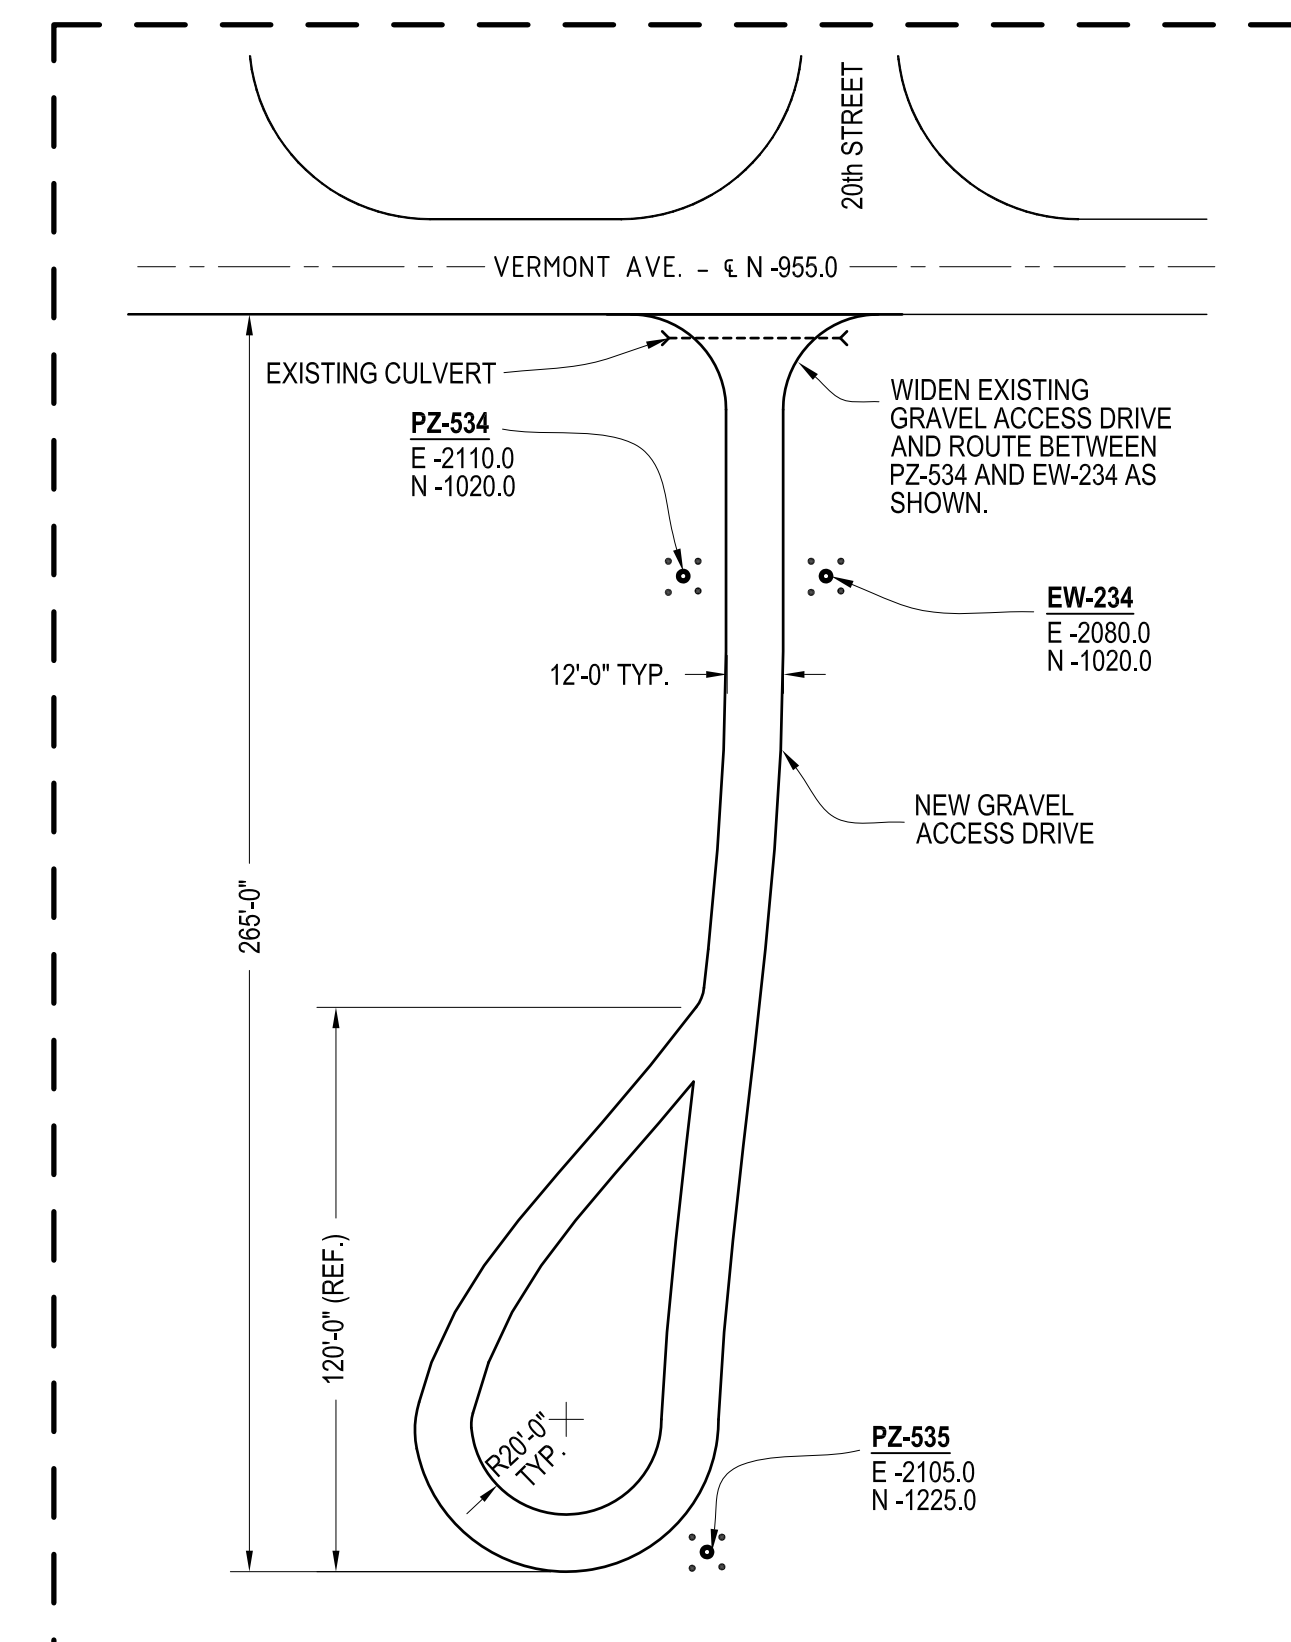 20th STREET
VERMONT AVE. - ℄ N -955.0
EXISTING CULVERT
WIDEN EXISTING
GRAVEL ACCESS DRIVE
AND ROUTE BETWEEN
PZ-534 AND EW-234 AS
SHOWN.
PZ-534
E -2110.0
N -1020.0
EW-234
E -2080.0
N -1020.0
12'-0" TYP.
NEW GRAVEL
ACCESS DRIVE
265'-0"
120'-0" (REF.)
R20'-0"
TYP.
PZ-535
E -2105.0
N -1225.0